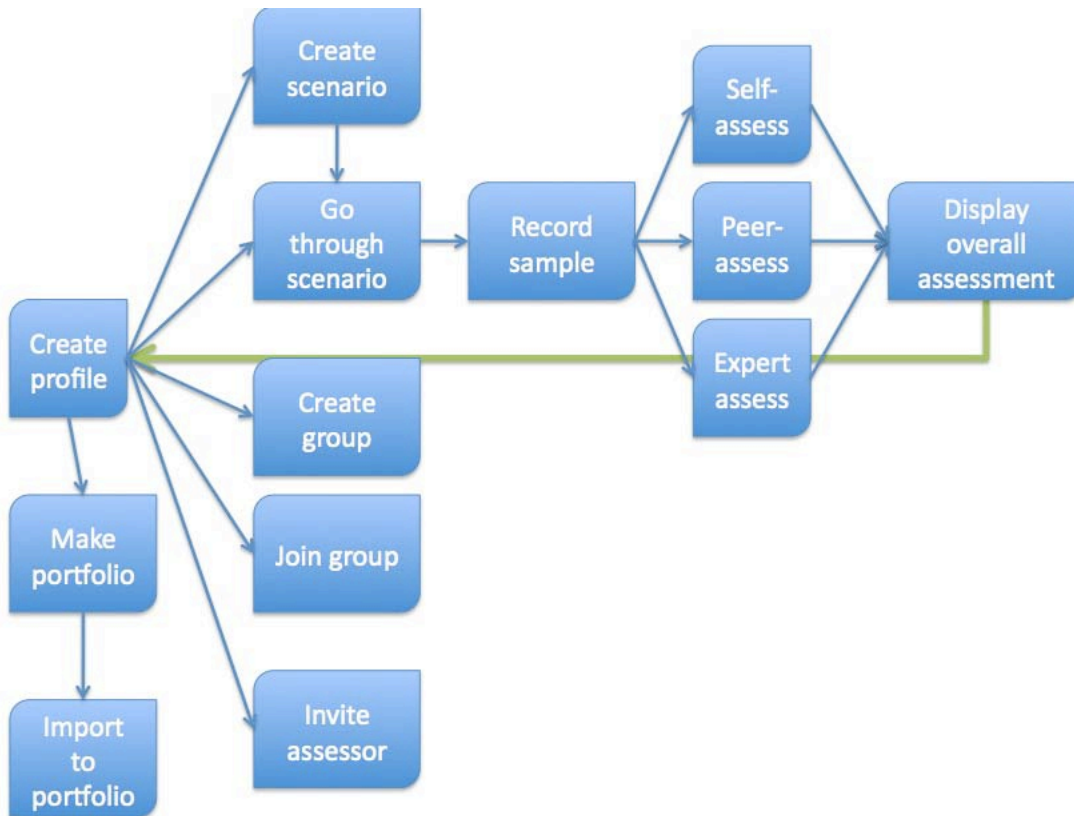 Create
scenario
Self-
assess
Go
through
scenario
Record
sample
Peer-
assess
Display
overall
assessment
Create
profile
Create
group
Expert
assess
Make
portfolio
Join group
Import
to
portfolio
Invite
assessor